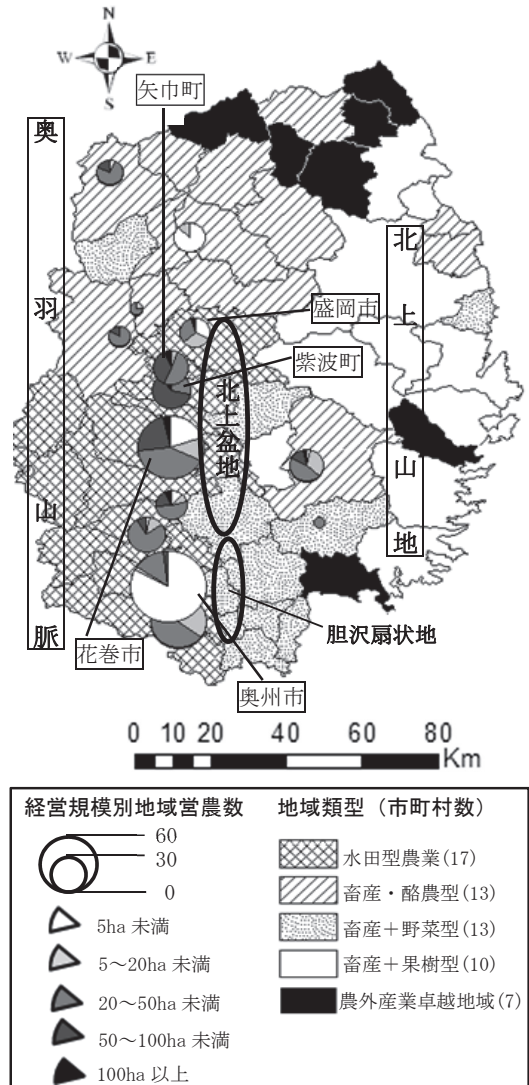 N
W E
S
矢巾町
奥羽山脈
北上山地
盛岡市
紫波町
北上盆地
胆沢扇状地
花巻市
奥州市
0 10 20 40 60 80
Km
経営規模別地域営農数
60
30
0
5ha 未満
5～20ha 未満
20～50ha 未満
50～100ha 未満
100ha 以上
地域類型（市町村数）
水田型農業(17)
畜産・酪農型(13)
畜産＋野菜型(13)
畜産＋果樹型(10)
農外産業卓越地域(7)